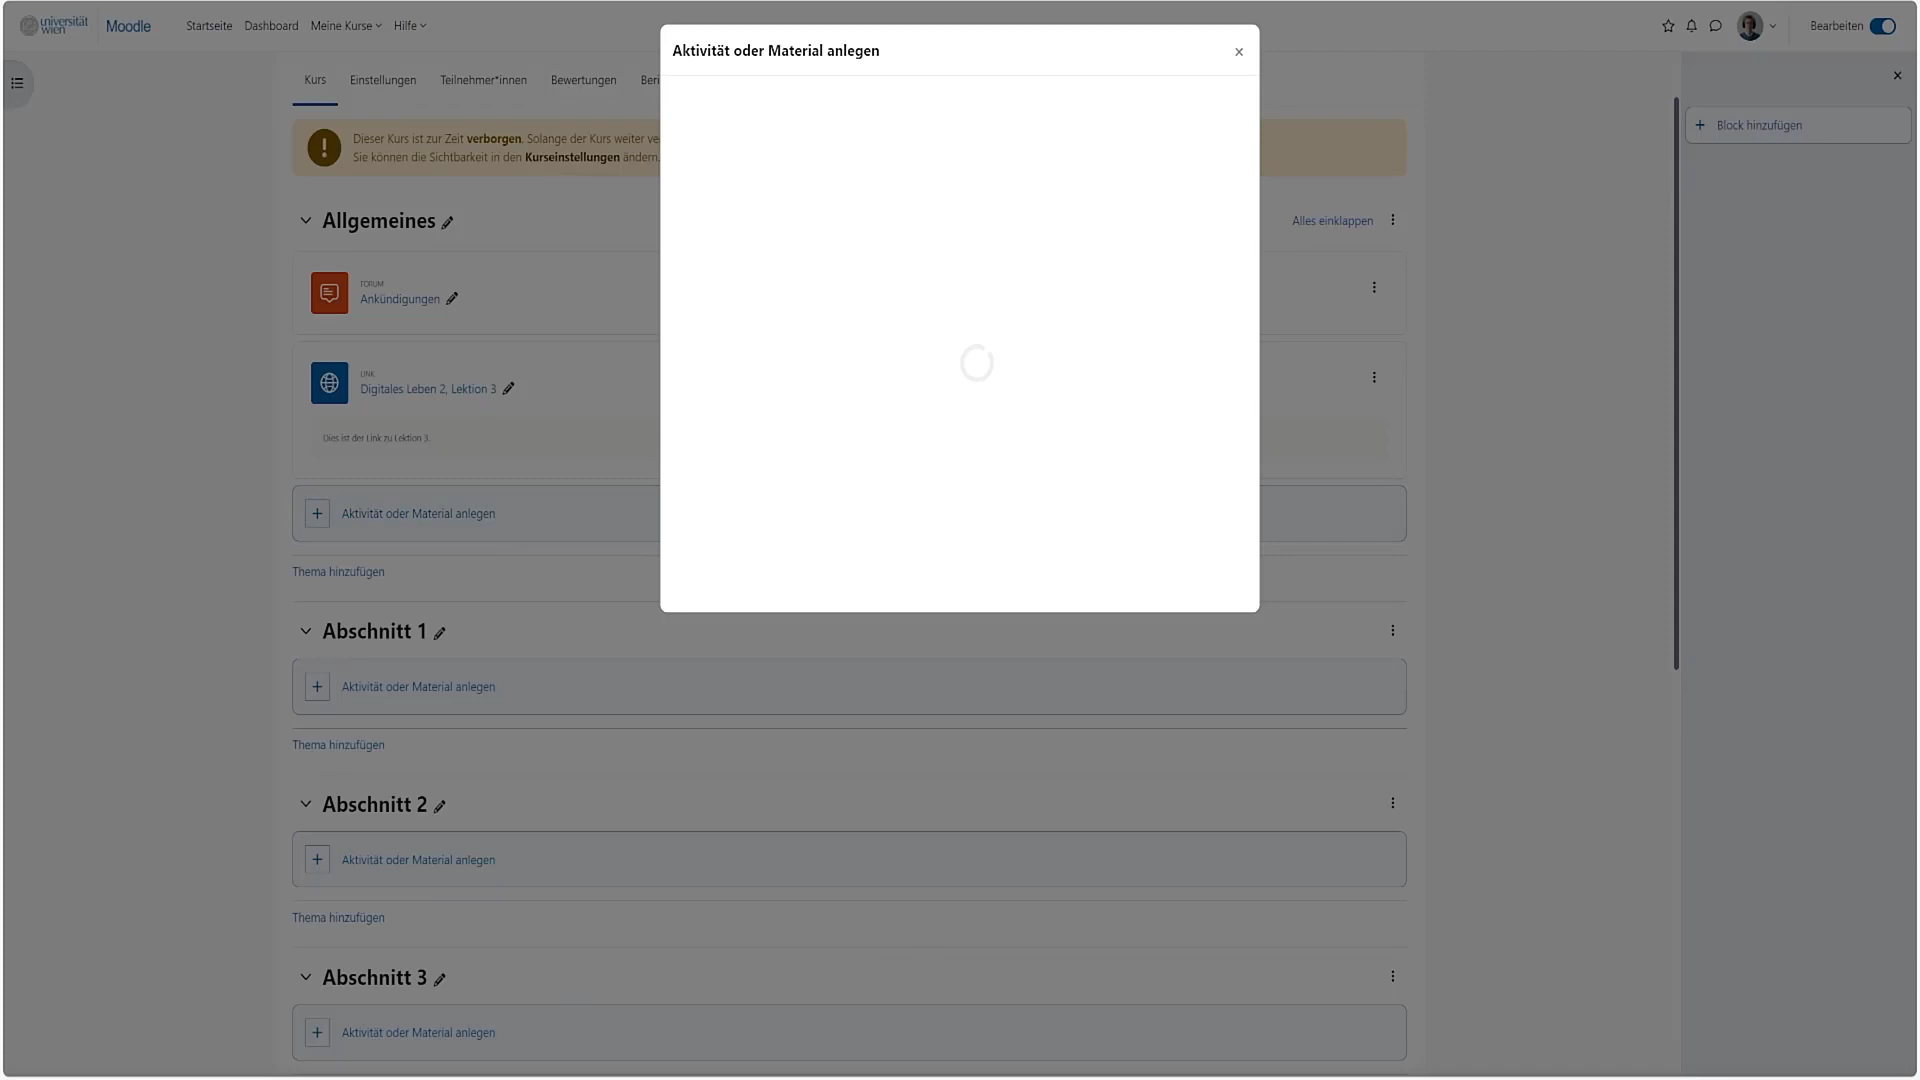 universität
wien
Moodle
Startseite
Dashboard
Meine Kurse
Hilfe
Bearbeiten
Aktivität oder Material anlegen
×
Kurs
Einstellungen
Teilnehmer*innen
Bewertungen
Beri
Block hinzufügen
Dieser Kurs ist zur Zeit verborgen. Solange der Kurs weiter ve
Sie können die Sichtbarkeit in den Kurseinstellungen ändern.
Allgemeines
Alles einklappen
FORUM
Ankündigungen
LINK
Digitales Leben 2, Lektion 3
Dies ist der Link zu Lektion 3.
Aktivität oder Material anlegen
Thema hinzufügen
Abschnitt 1
Aktivität oder Material anlegen
Thema hinzufügen
Abschnitt 2
Aktivität oder Material anlegen
Thema hinzufügen
Abschnitt 3
Aktivität oder Material anlegen